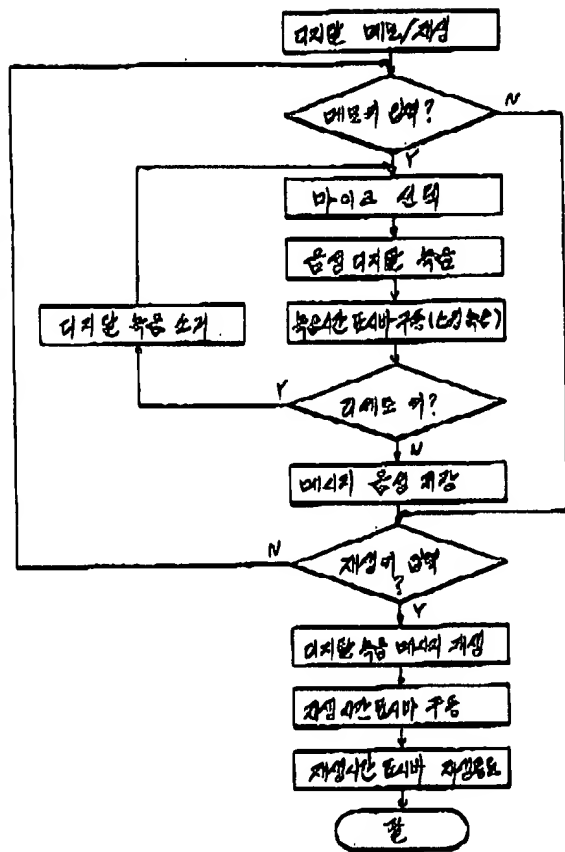 디지탈 메모/재생
메모키 입력?
N
Y
마이크 선택
음성 디지탈 녹음
디지탈 녹음 소거
녹음시간 표시바 구동
Y
리메모 키?
N
메시지 음성 저장
N
재생키 입력
?
Y
디지탈 녹음 메시지 재생
재생시간 표시바 구동
재생시간 표시바 재생종료
끝